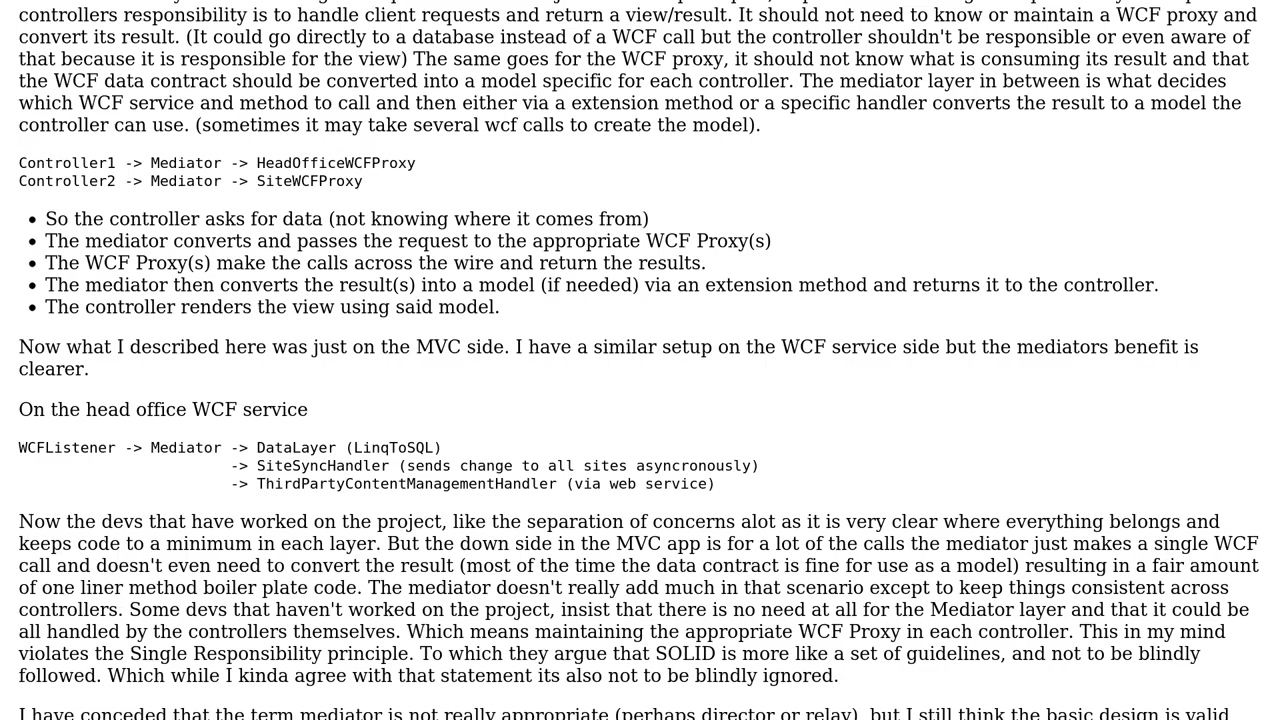 controllers responsibility is to handle client requests and return a view/result. It should not need to know or maintain a WCF proxy and
convert its result. (It could go directly to a database instead of a WCF call but the controller shouldn't be responsible or even aware of
that because it is responsible for the view) The same goes for the WCF proxy, it should not know what is consuming its result and that
the WCF data contract should be converted into a model specific for each controller. The mediator layer in between is what decides
which WCF service and method to call and then either via a extension method or a specific handler converts the result to a model the
controller can use. (sometimes it may take several wcf calls to create the model).
Controller1 -> Mediator -> HeadOfficeWCFProxy
Controller2 -> Mediator -> SiteWCFProxy
• So the controller asks for data (not knowing where it comes from)
• The mediator converts and passes the request to the appropriate WCF Proxy(s)
• The WCF Proxy(s) make the calls across the wire and return the results.
• The mediator then converts the result(s) into a model (if needed) via an extension method and returns it to the controller.
• The controller renders the view using said model.
Now what I described here was just on the MVC side. I have a similar setup on the WCF service side but the mediators benefit is
clearer.
On the head office WCF service
WCFListener -> Mediator -> DataLayer (LinqToSQL)
-> SiteSyncHandler (sends change to all sites asyncronously)
-> ThirdPartyContentManagementHandler (via web service)
Now the devs that have worked on the project, like the separation of concerns alot as it is very clear where everything belongs and
keeps code to a minimum in each layer. But the down side in the MVC app is for a lot of the calls the mediator just makes a single WCF
call and doesn't even need to convert the result (most of the time the data contract is fine for use as a model) resulting in a fair amount
of one liner method boiler plate code. The mediator doesn't really add much in that scenario except to keep things consistent across
controllers. Some devs that haven't worked on the project, insist that there is no need at all for the Mediator layer and that it could be
all handled by the controllers themselves. Which means maintaining the appropriate WCF Proxy in each controller. This in my mind
violates the Single Responsibility principle. To which they argue that SOLID is more like a set of guidelines, and not to be blindly
followed. Which while I kinda agree with that statement its also not to be blindly ignored.
I have conceded that the term mediator is not really appropriate (perhaps director or relay), but I still think the basic design is valid